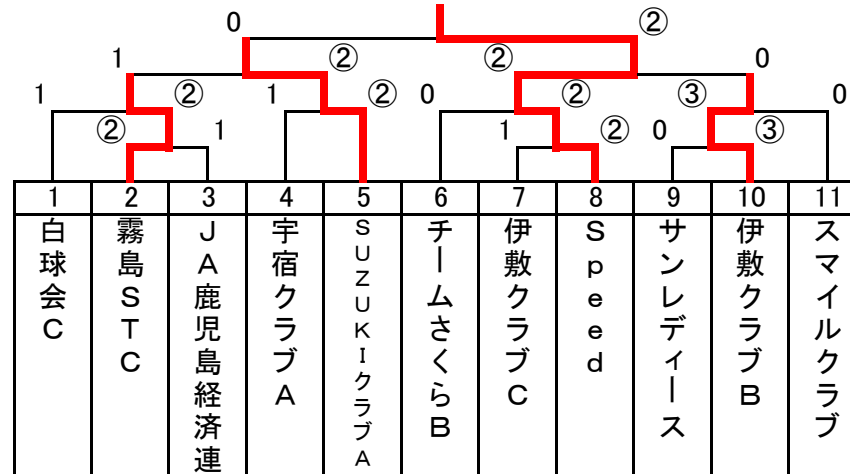 0 ②
1 ② ② 0
1 ② 1 ② 0 ② ③ 0
② 1 1 ② 0 ③
1 2 3 4 5 6 7 8 9 10 11
白球会C
霧島STC
JA鹿児島経済連
宇宿クラブA
SUZUKIクラブA
チームさくらB
伊敷クラブC
Speed
サンレディース
伊敷クラブB
スマイルクラブ